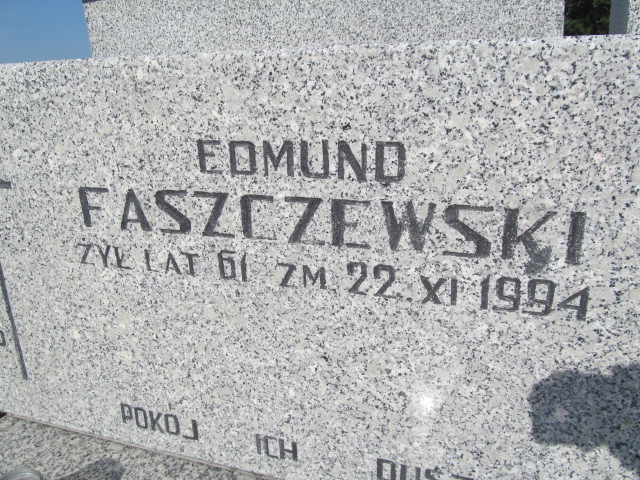 EDMUND
FASZCZEWSKI
ŻYŁ LAT 61 ZM 22. XI 1994
POKOJ ICH